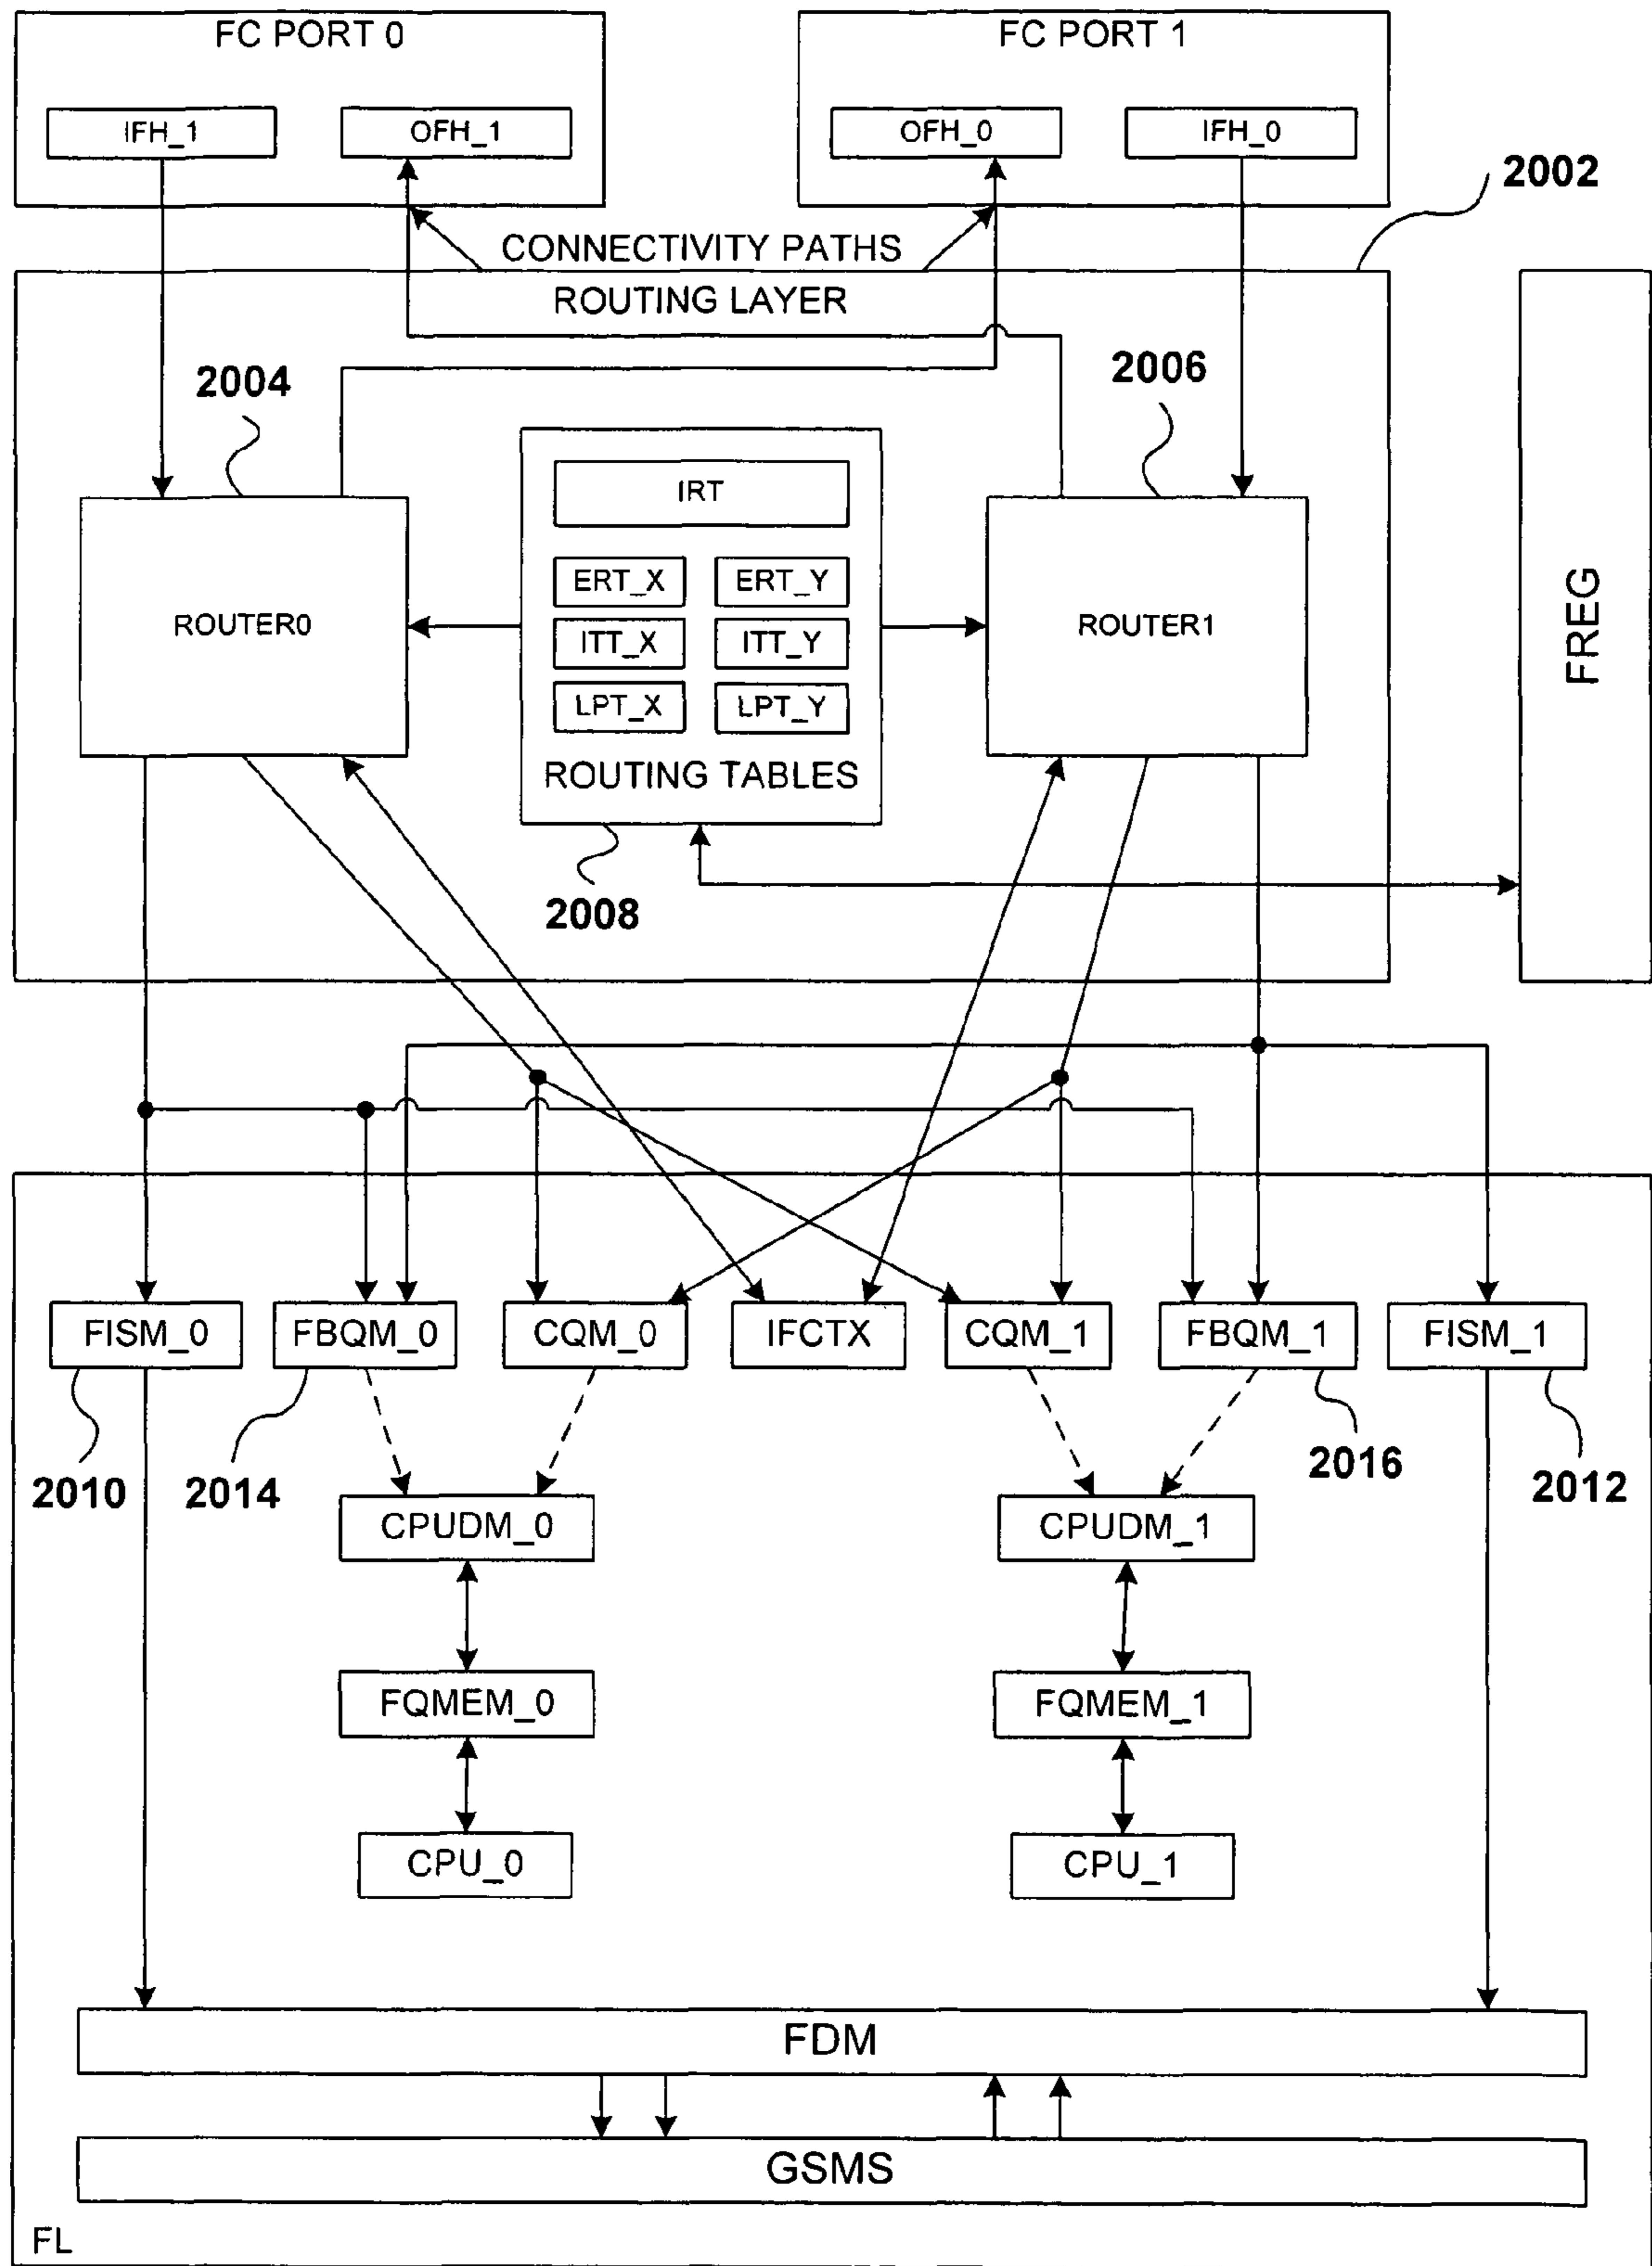 FC PORT 0
FC PORT 1
IFH_1
OFH_1
OFH_0
IFH_0
2002
CONNECTIVITY PATHS
ROUTING LAYER
2004
2006
IRT
ERT_X
ERT_Y
ROUTER0
ITT_X
ITT_Y
ROUTER1
FREG
LPT_X
LPT_Y
ROUTING TABLES
2008
FISM_0
FBQM_0
CQM_0
IFCTX
CQM_1
FBQM_1
FISM_1
2010
2014
2016
2012
CPUDM_0
CPUDM_1
FQMEM_0
FQMEM_1
CPU_0
CPU_1
FDM
GSMS
FL